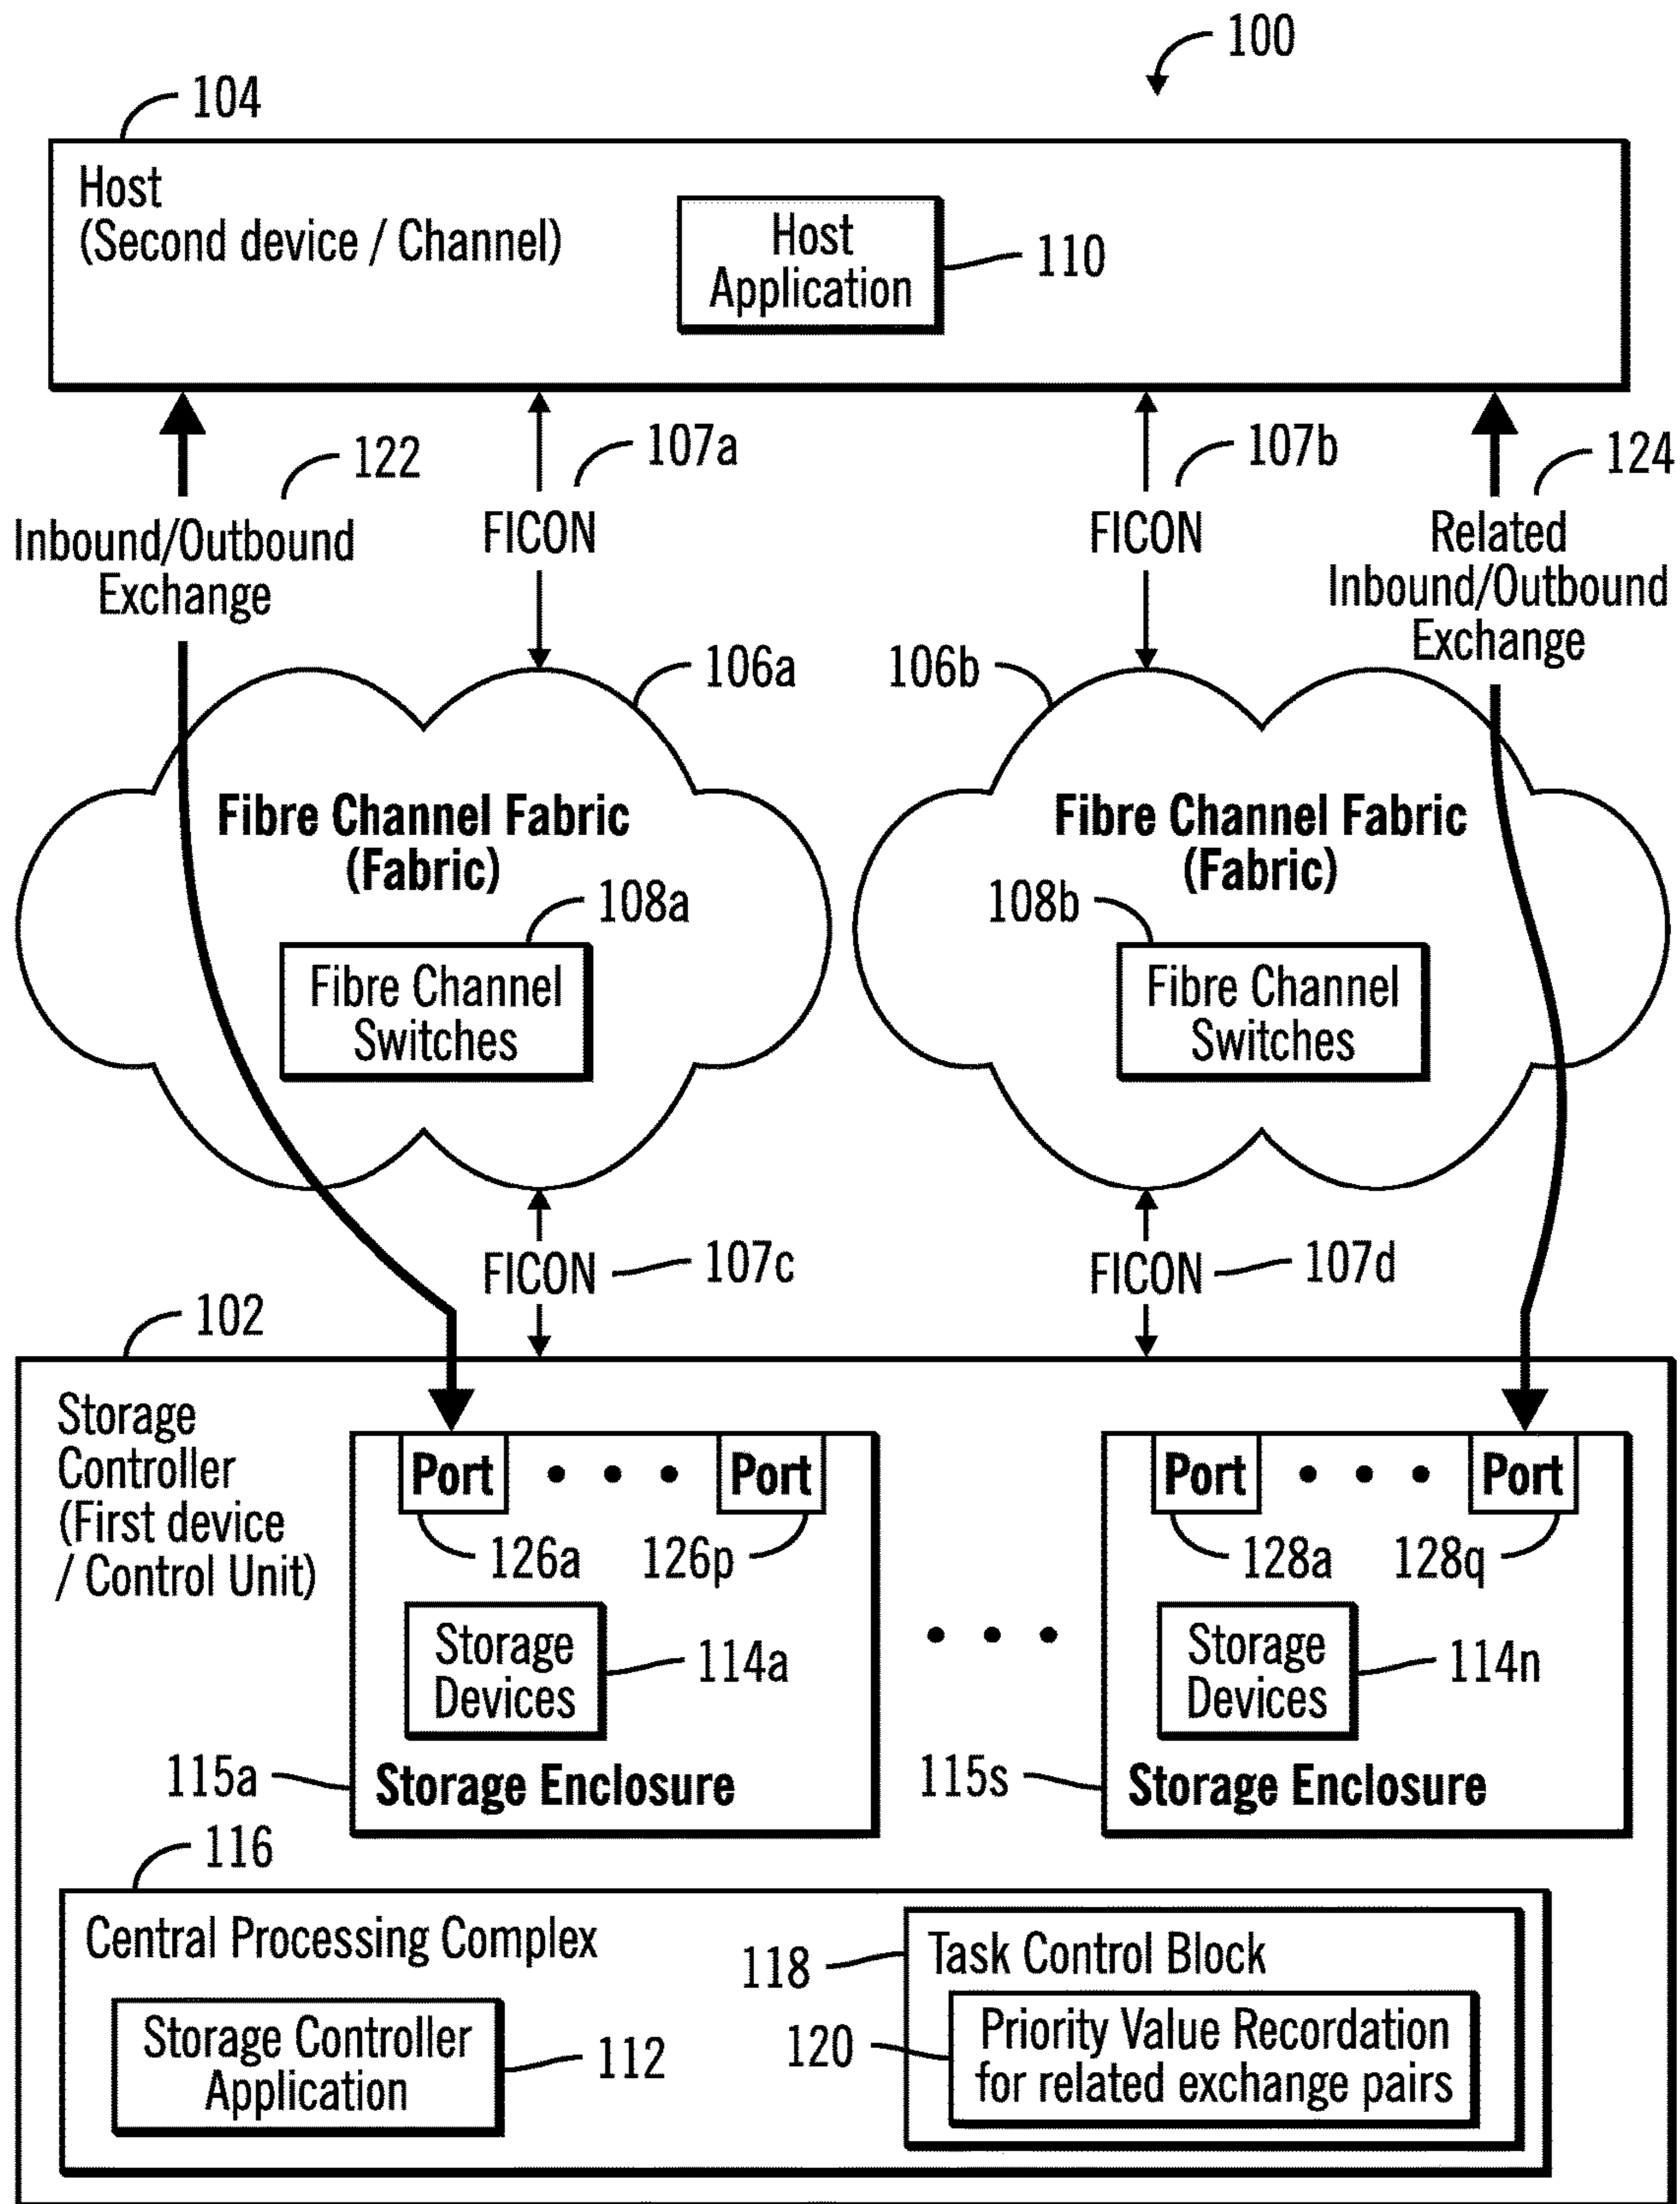 100
104
Host
(Second device / Channel)
Host
Application
110
122
107a
107b
124
Inbound/Outbound
Exchange
FICON
FICON
Related
Inbound/Outbound
Exchange
106a
106b
Fibre Channel Fabric
(Fabric)
Fibre Channel Fabric
(Fabric)
108a
108b
Fibre Channel
Switches
Fibre Channel
Switches
FICON
107c
FICON
107d
102
Storage
Controller
(First device
/ Control Unit)
Port
Port
Port
Port
126a
126p
128a
128q
Storage
Devices
114a
Storage
Devices
114n
115a
Storage Enclosure
115s
Storage Enclosure
116
Central Processing Complex
118
Task Control Block
Storage Controller
Application
112
120
Priority Value Recordation
for related exchange pairs